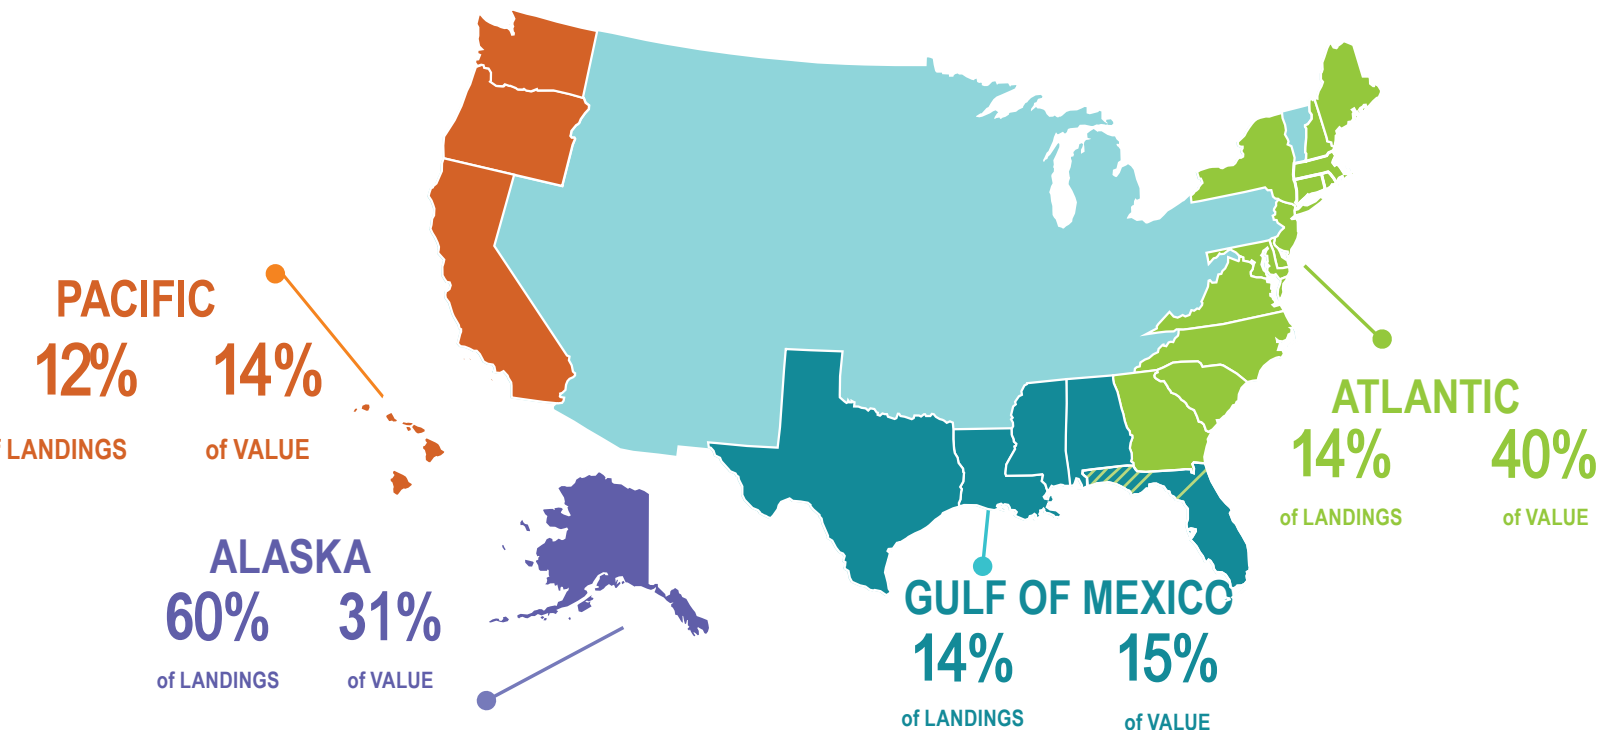 PACIFIC
12% 14%
LANDINGS of VALUE
ALASKA
60% 31%
of LANDINGS of VALUE
GULF OF MEXICO
14% 15%
of LANDINGS of VALUE
ATLANTIC
14% 40%
of LANDINGS of VALUE